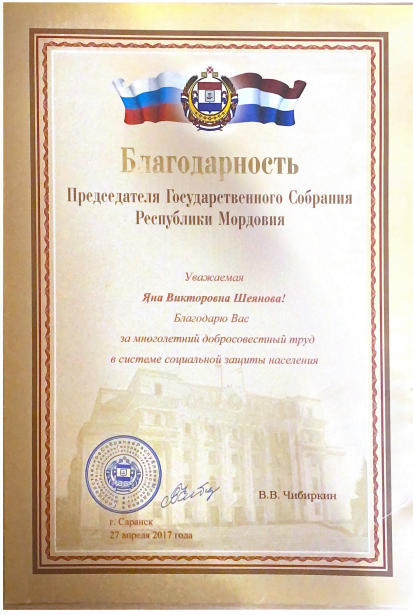 Благодарность
Председателя Государственного Собрания
Республики Мордовия
Уважаемая
Яна Викторовна Шеянова!
Благодарю Вас
за многолетний добросовестный труд
в системе социальной защиты населения
В.В. Чибиркин
г. Саранск
27 апреля 2017 года